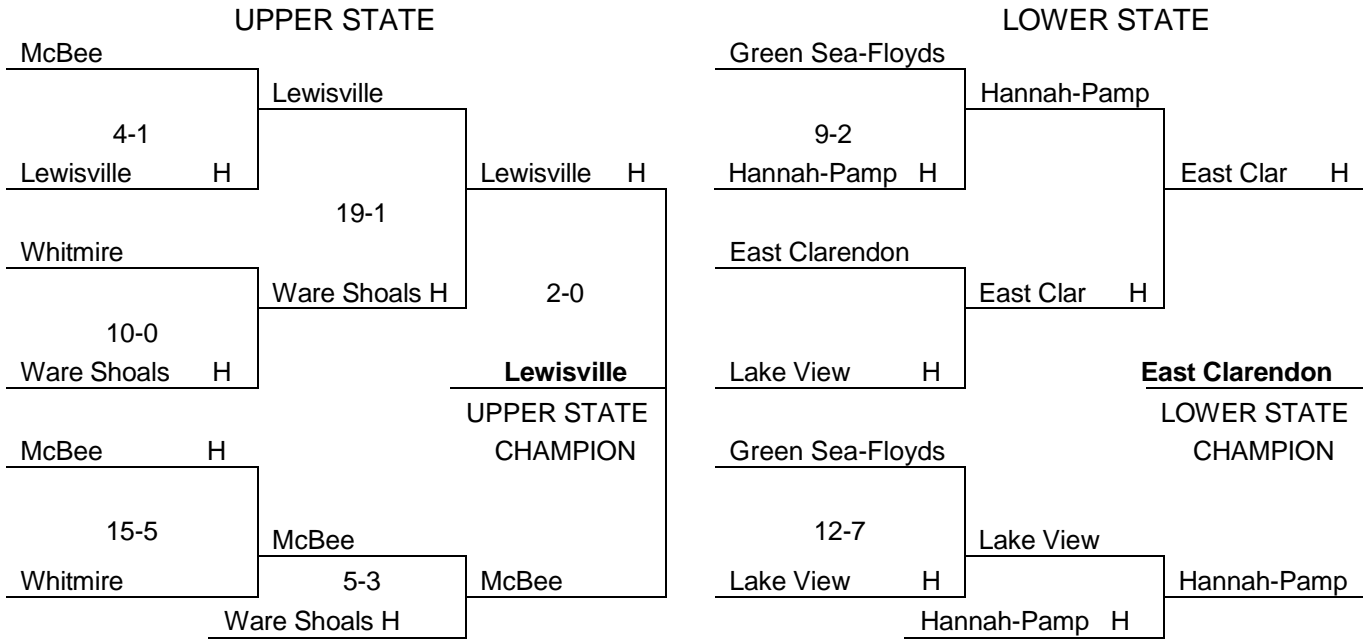 UPPER STATE
McBee
Lewisville
4-1
Lewisville H
Lewisville H
19-1
Whitmire
Ware Shoals H
2-0
10-0
Ware Shoals H
Lewisville
UPPER STATE
CHAMPION
McBee H
15-5
McBee
Whitmire
5-3
McBee
Ware Shoals H
LOWER STATE
Green Sea-Floyds
Hannah-Pamp
9-2
Hannah-Pamp H
East Clar H
East Clarendon
East Clar H
Lake View H
East Clarendon
LOWER STATE
CHAMPION
Green Sea-Floyds
12-7
Lake View
Lake View H
Hannah-Pamp
Hannah-Pamp H